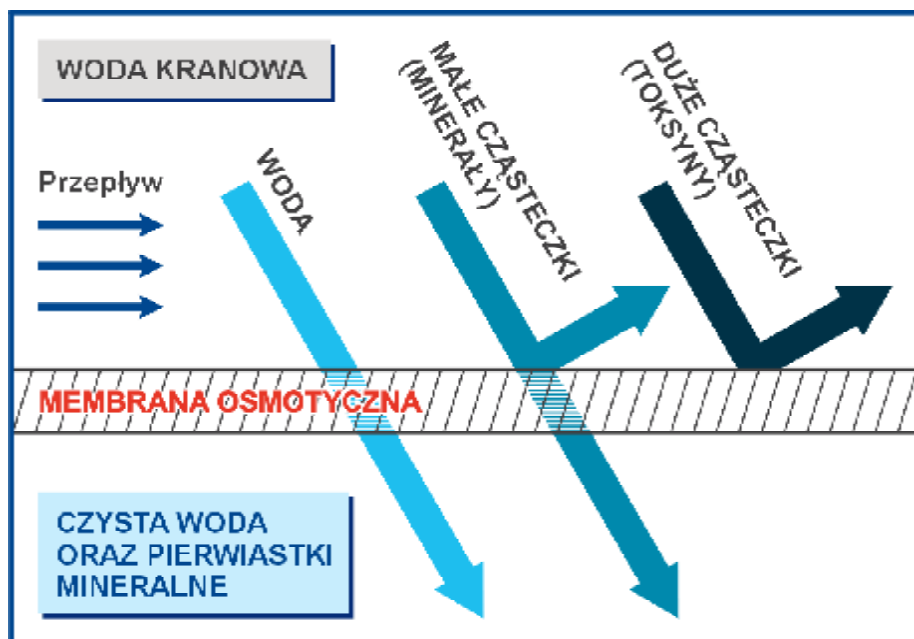 WODA KRANOWA
Przepływ
WODA
MAŁE CZĄSTECZKI
(MINERAŁY)
DUŻE CZĄSTECZKI
(TOKSYNY)
MEMBRANA OSMOTYCZNA
CZYSTA WODA
ORAZ PIERWIASTKI
MINERALNE